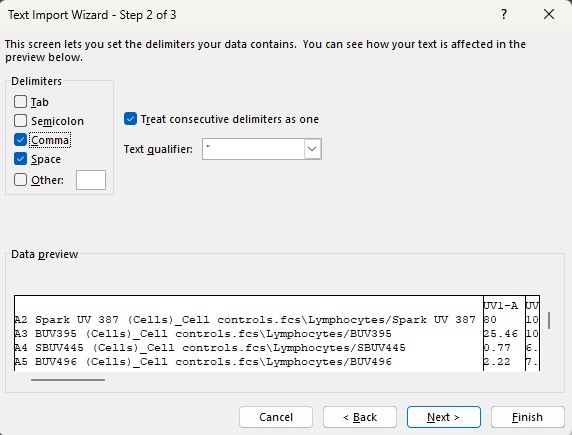 Text Import Wizard - Step 2 of 3
?
This screen lets you set the delimiters your data contains.  You can see how your text is affected in the
preview below.
Delimiters
Tab
Semicolon
Comma
Space
Other:
Treat consecutive delimiters as one
Text qualifier: "
Data preview
UV1-A UV
A2 Spark UV 387 (Cells)_Cell controls.fcs\Lymphocytes/Spark UV 387 80 10
A3 BUV395 (Cells)_Cell controls.fcs\Lymphocytes/BUV395 25.46 10
A4 SBUV445 (Cells)_Cell controls.fcs\Lymphocytes/SBUV445 0.77 6.
A5 BUV496 (Cells)_Cell controls.fcs\Lymphocytes/BUV496 2.22 7.
Cancel < Back Next > Finish